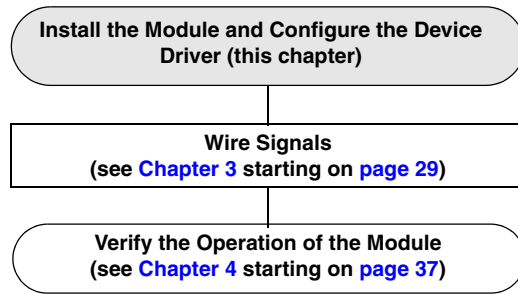 Install the Module and Configure the Device
Driver (this chapter)
Wire Signals
(see Chapter 3 starting on page 29)
Verify the Operation of the Module
(see Chapter 4 starting on page 37)